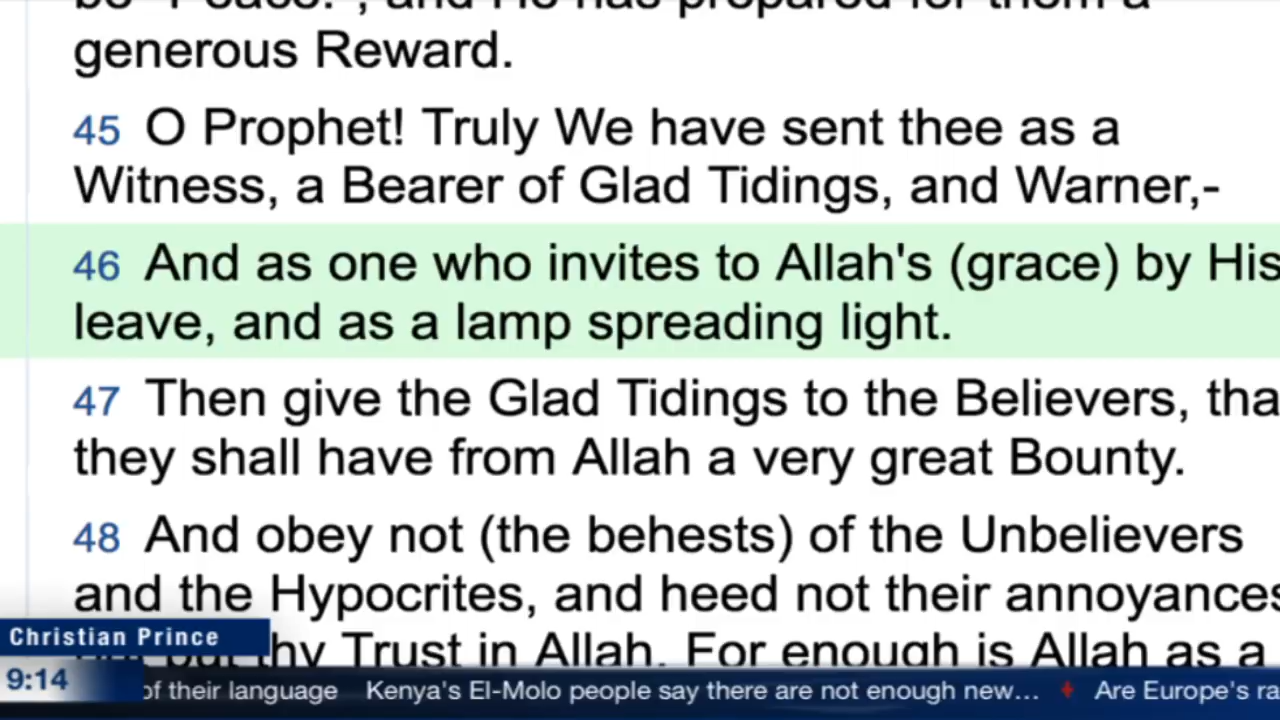 generous Reward.
45 O Prophet! Truly We have sent thee as a
Witness, a Bearer of Glad Tidings, and Warner,-
46 And as one who invites to Allah's (grace) by His
leave, and as a lamp spreading light.
47 Then give the Glad Tidings to the Believers, tha
they shall have from Allah a very great Bounty.
48 And obey not (the behests) of the Unbelievers
and the Hypocrites, and heed not their annoyances
thy Trust in Allah. For enough is Allah as a
Christian Prince
9:14
of their language Kenya's El-Molo people say there are not enough new... Are Europe's ra